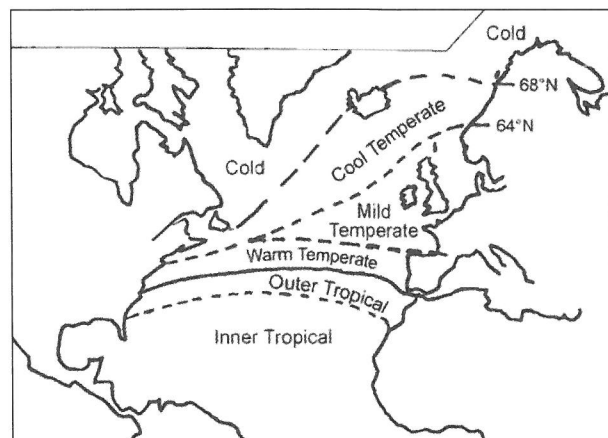 Cold
68°N
64°N
Cool Temperate
Cold
Mild
Temperate
Warm Temperate
Outer Tropical
Inner Tropical